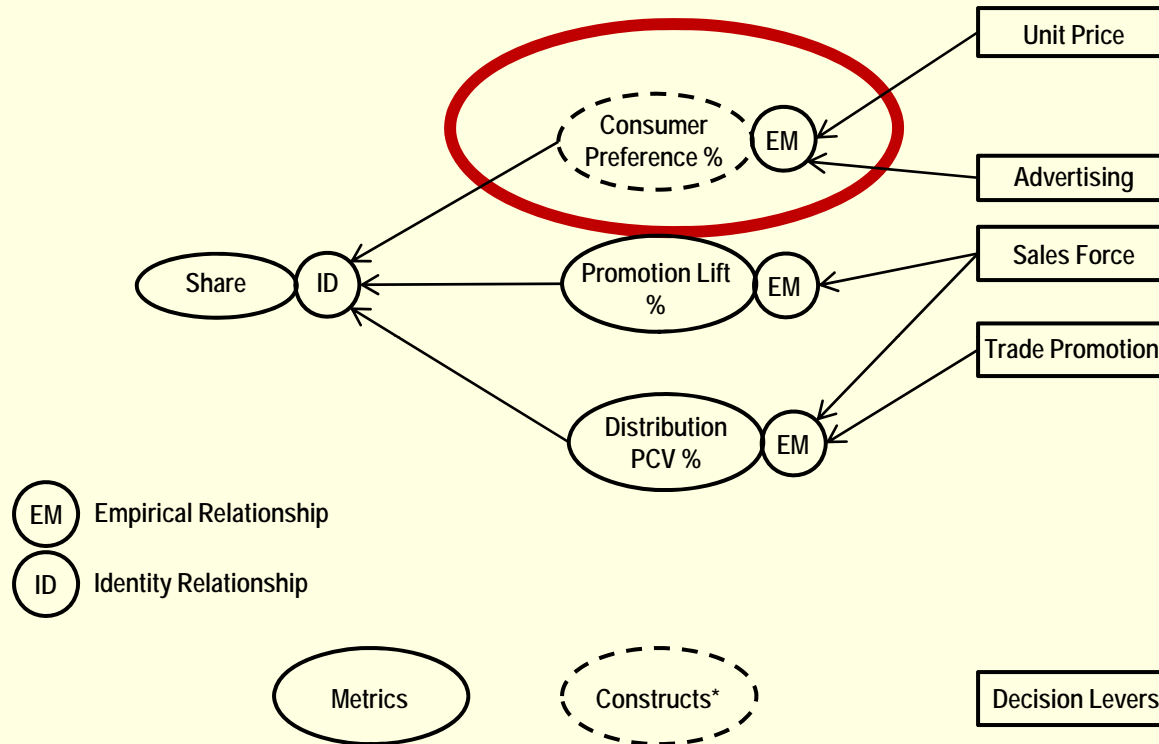 Unit Price
Consumer
Preference %
EM
Advertising
Share
ID
Promotion Lift
%
EM
Sales Force
Trade Promotion
Distribution
PCV %
EM
EM
Empirical Relationship
ID
Identity Relationship
Metrics
Constructs*
Decision Levers